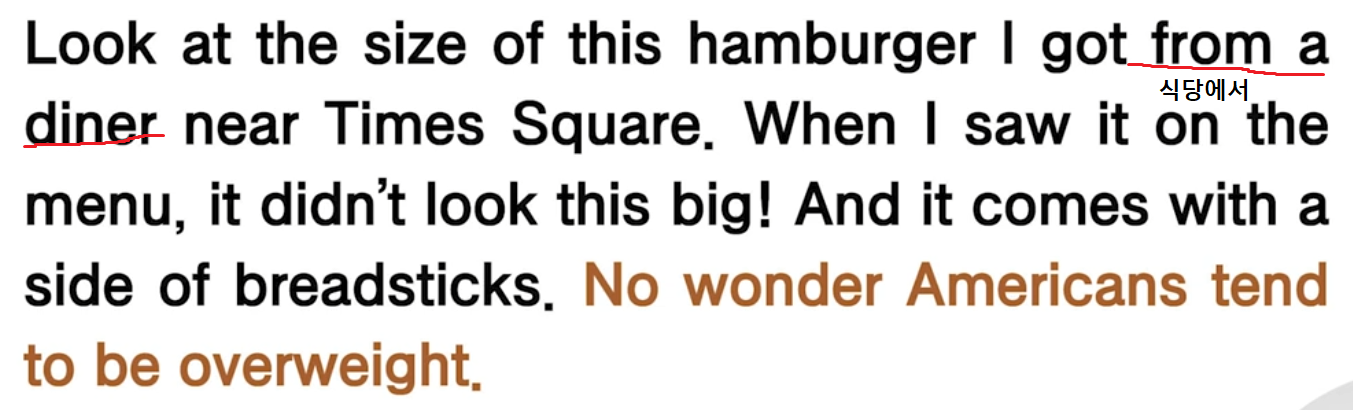 Look at the size of this hamburger I got from a
식당에서
diner near Times Square. When I saw it on the
menu, it didn't look this big! And it comes with a
side of breadsticks. No wonder Americans tend
to be overweight.